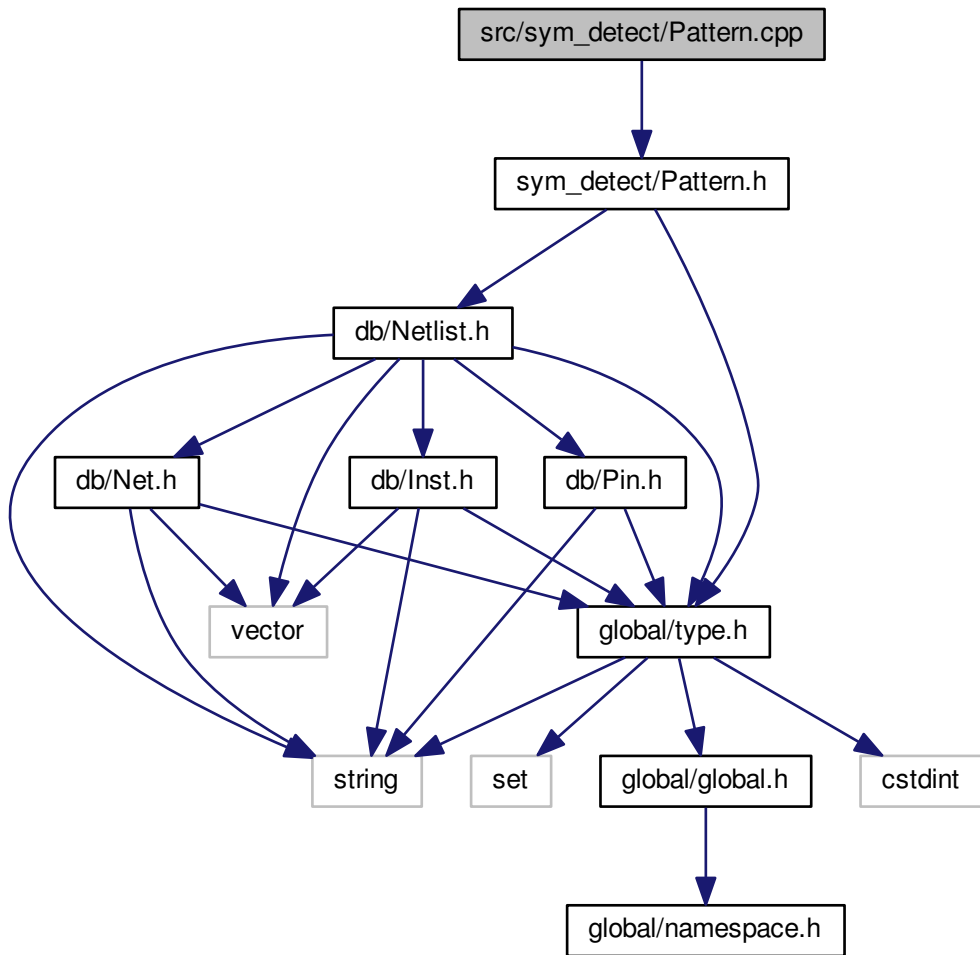 src/sym_detect/Pattern.cpp
sym_detect/Pattern.h
db/Netlist.h
db/Net.h
db/Inst.h
db/Pin.h
vector
global/type.h
string
set
global/global.h
cstdint
global/namespace.h